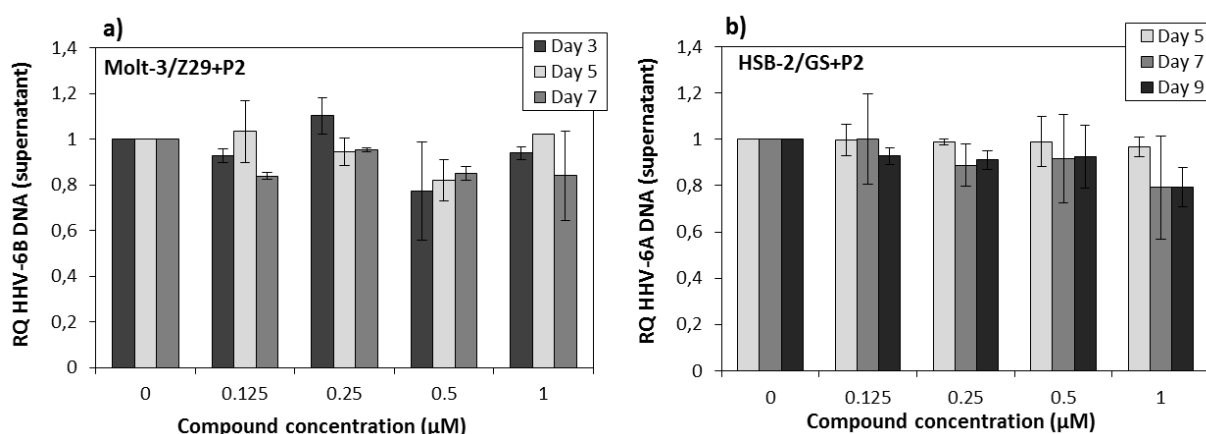 a)
Molt-3/Z29+P2
Day 3
Day 5
Day 7
RQ HHV-6B DNA (supernatant)
1,4
1,2
1
0,8
0,6
0,4
0,2
0
0 0.125 0.25 0.5 1
Compound concentration (µM)
b)
HSB-2/GS+P2
Day 5
Day 7
Day 9
RQ HHV-6A DNA (supernatant)
1,4
1,2
1
0,8
0,6
0,4
0,2
0
0 0.125 0.25 0.5 1
Compound concentration (µM)